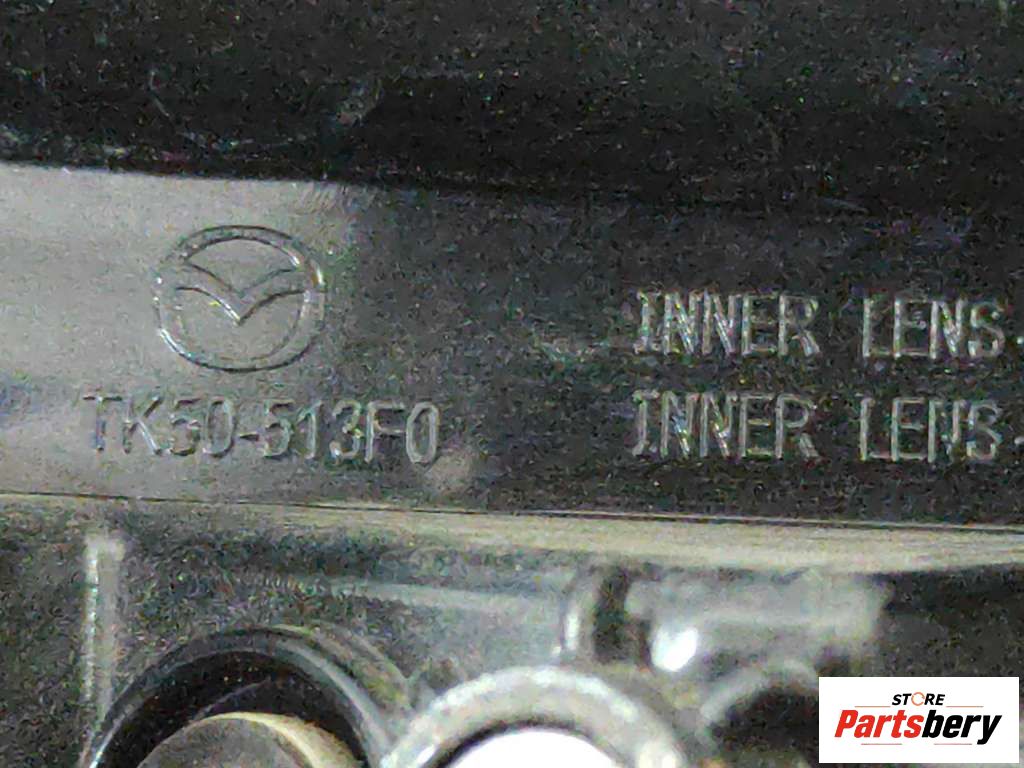 INNER LENS-
TK50-513F0
INNER LENS-
STORE
Partsbery